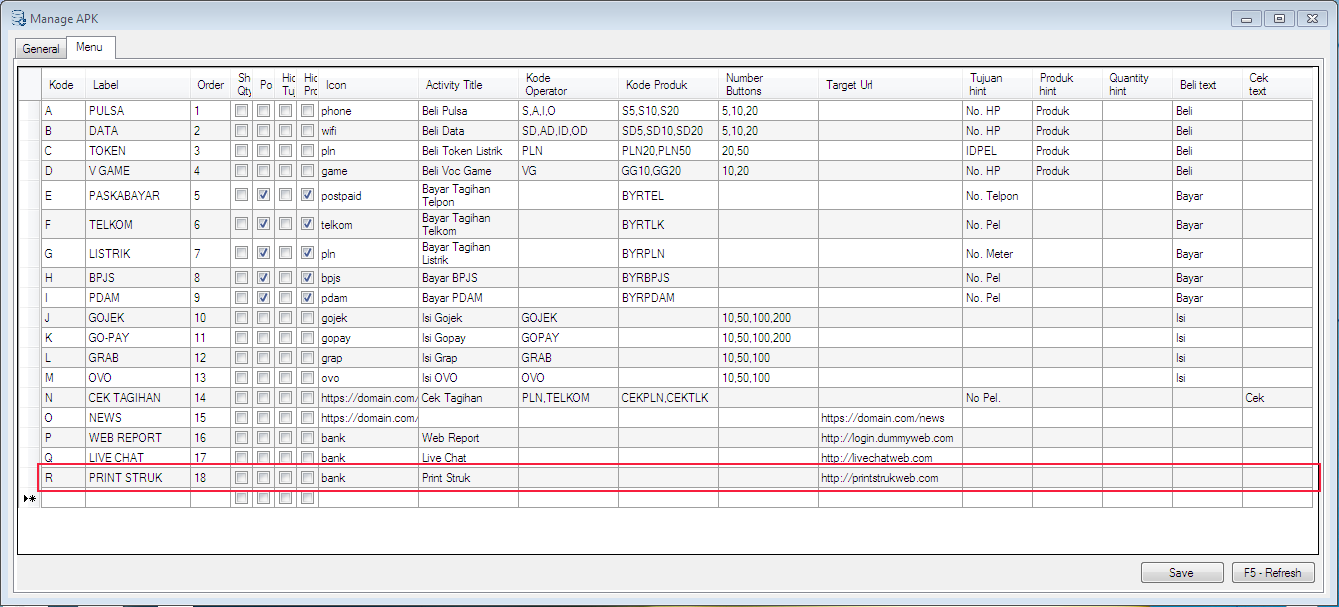 Manage APK
General Menu
Kode Label Order Sh Qty Po Hic Tuj Hic Pro Icon Activity Title Kode Operator Kode Produk Number Buttons Target Url Tujuan hint Produk hint Quantity hint Beli text Cek text
A PULSA 1 phone Beli Pulsa S,A,I,O S5,S10,S20 5,10,20 No. HP Produk Beli
B DATA 2 wifi Beli Data SD,AD,ID,OD SD5,SD10,SD20 5,10,20 No. HP Produk Beli
C TOKEN 3 pln Beli Token Listrik PLN PLN20,PLN50 20,50 IDPEL Produk Beli
D V GAME 4 game Beli Voc Game VG GG10,GG20 10,20 No. HP Produk Beli
E PASKABAYAR 5 postpaid Bayar Tagihan Telpon BYRTEL No. Telpon Bayar
F TELKOM 6 telkom Bayar Tagihan Telkom BYRTLK No. Pel Bayar
G LISTRIK 7 pln Bayar Tagihan Listrik BYRPLN No. Meter Bayar
H BPJS 8 bpjs Bayar BPJS BYRBPJS No. Pel Bayar
I PDAM 9 pdam Bayar PDAM BYRPDAM No. Pel Bayar
J GOJEK 10 gojek Isi Gojek GOJEK 10,50,100,200 Isi
K GO-PAY 11 gopay Isi Gopay GOPAY 10,50,100,200 Isi
L GRAB 12 grap Isi Grap GRAB 10,50,100 Isi
M OVO 13 ovo Isi OVO OVO 10,50,100 Isi
N CEK TAGIHAN 14 https://domain.com/ Cek Tagihan PLN,TELKOM CEKPLN,CEKTLK No Pel. Cek
O NEWS 15 https://domain.com/ https://domain.com/news
P WEB REPORT 16 bank Web Report http://login.dummyweb.com
Q LIVE CHAT 17 bank Live Chat http://livechatweb.com
R PRINT STRUK 18 bank Print Struk http://printstrukweb.com
Save F5 - Refresh